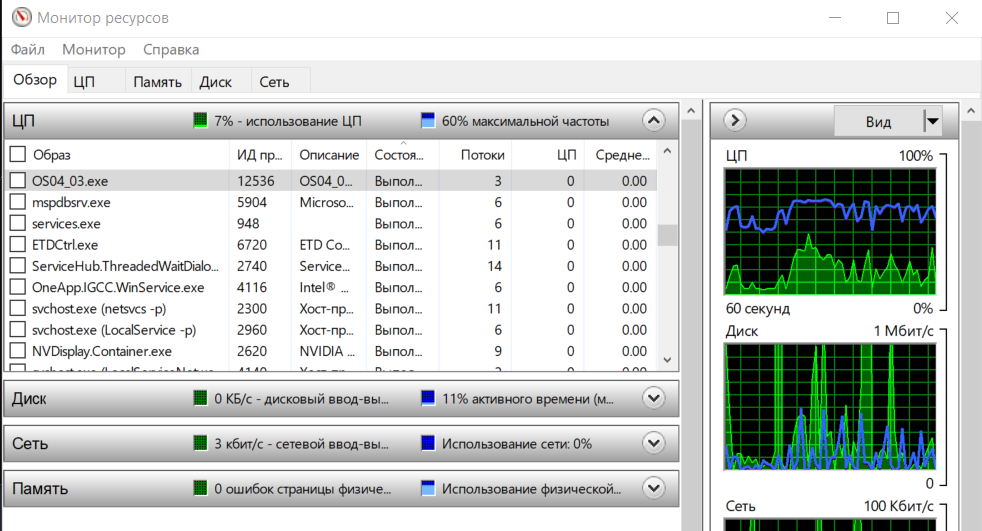 Монитор ресурсов
Файл Монитор Справка
Обзор ЦП Память Диск Сеть
ЦП 7% - использование ЦП 60% максимальной частоты
Образ ИД пр... Описание Состоя... Потоки ЦП Средне...
OS04_03.exe 12536 OS04_0... Выпол... 3 0 0.00
mspdbsrv.exe 5904 Microso... Выпол... 6 0 0.00
services.exe 948 Выпол... 6 0 0.00
ETDCtrl.exe 6720 ETD Co... Выпол... 11 0 0.00
ServiceHub.ThreadedWaitDialo... 2740 Service... Выпол... 14 0 0.00
OneApp.IGCC.WinService.exe 4116 Intel® ... Выпол... 6 0 0.00
svchost.exe (netsvcs -p) 2300 Хост-пр... Выпол... 11 0 0.00
svchost.exe (LocalService -p) 2960 Хост-пр... Выпол... 6 0 0.00
NVDisplay.Container.exe 2620 NVIDIA ... Выпол... 9 0 0.00
Диск 0 КБ/с - дисковый ввод-вы... 11% активного времени (м...
Сеть 3 кбит/с - сетевой ввод-вы... Использование сети: 0%
Память 0 ошибок страницы физиче... Использование физической...
Вид
ЦП 100%
60 секунд 0%
Диск 1 Мбит/с
0
Сеть 100 Кбит/с